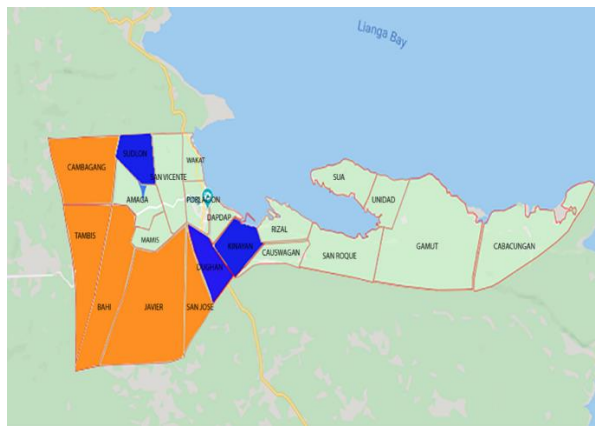 Lianga Bay
CAMBAGANG
SUDLON
SAN VICENTE
WAKAT
AMAGA
POBLACION
DAPDAP
MAMIS
TAMBIS
BAHI
JAVIER
SAN JOSE
DUGHAN
KINAYAN
RIZAL
CAUSWAGAN
SUA
UNIDAD
SAN ROQUE
GAMUT
CABACUNGAN